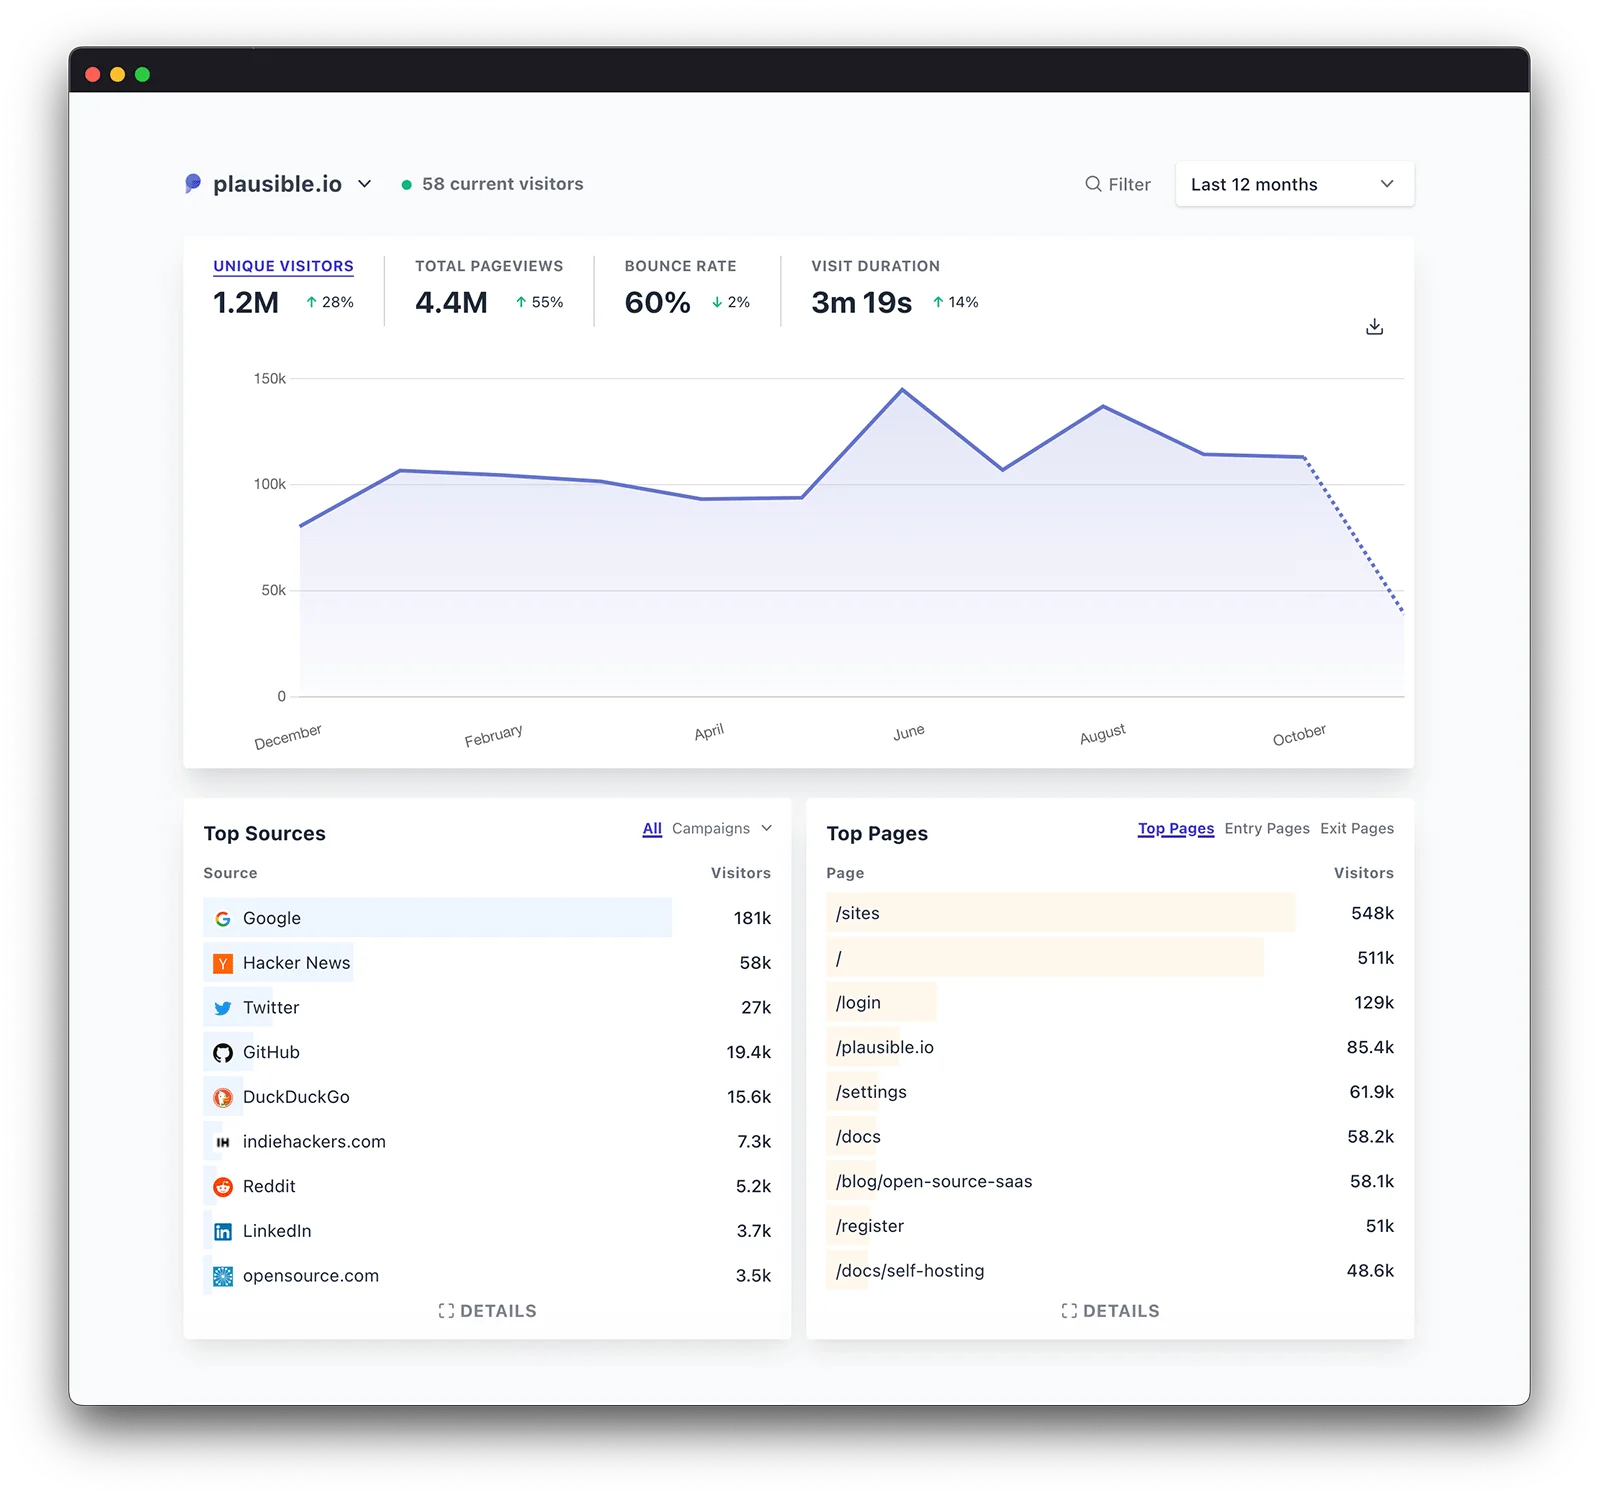 plausible.io
58 current visitors
Filter
Last 12 months
UNIQUE VISITORS
1.2M ↑ 28%
TOTAL PAGEVIEWS
4.4M ↑ 55%
BOUNCE RATE
60% ↓ 2%
VISIT DURATION
3m 19s ↑ 14%
150k
100k
50k
0
December
February
April
June
August
October
Top Sources
All Campaigns
Source Visitors
Google 181k
Hacker News 58k
Twitter 27k
GitHub 19.4k
DuckDuckGo 15.6k
IH indiehackers.com 7.3k
Reddit 5.2k
in LinkedIn 3.7k
opensource.com 3.5k
DETAILS
Top Pages
Top Pages Entry Pages Exit Pages
Page Visitors
/sites 548k
/ 511k
/login 129k
/plausible.io 85.4k
/settings 61.9k
/docs 58.2k
/blog/open-source-saas 58.1k
/register 51k
/docs/self-hosting 48.6k
DETAILS